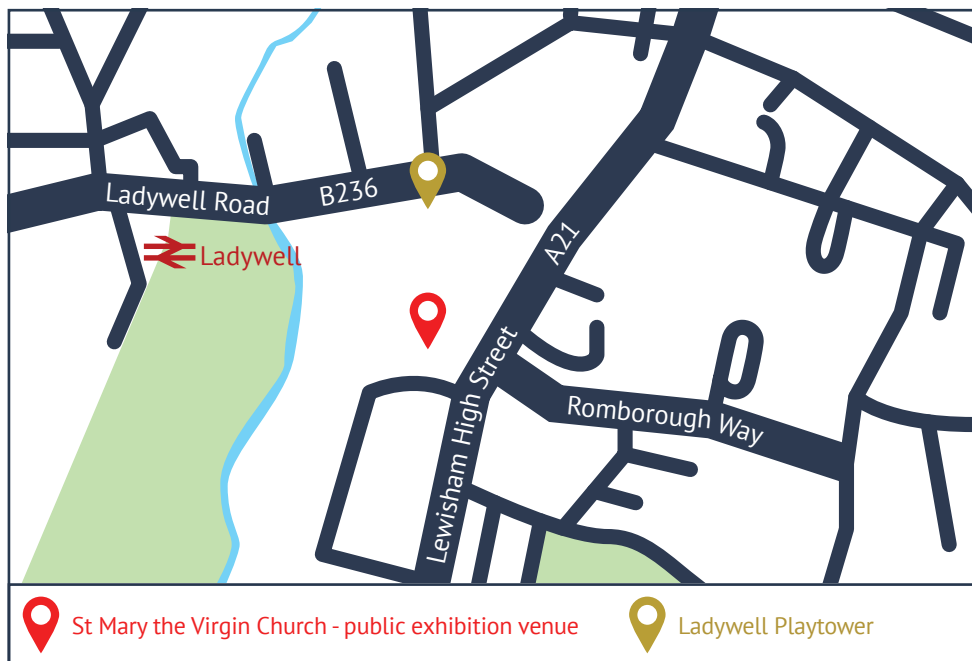 Ladywell Road
B236
Ladywell
A21
Lewisham High Street
Romborough Way
St Mary the Virgin Church - public exhibition venue
Ladywell Playtower